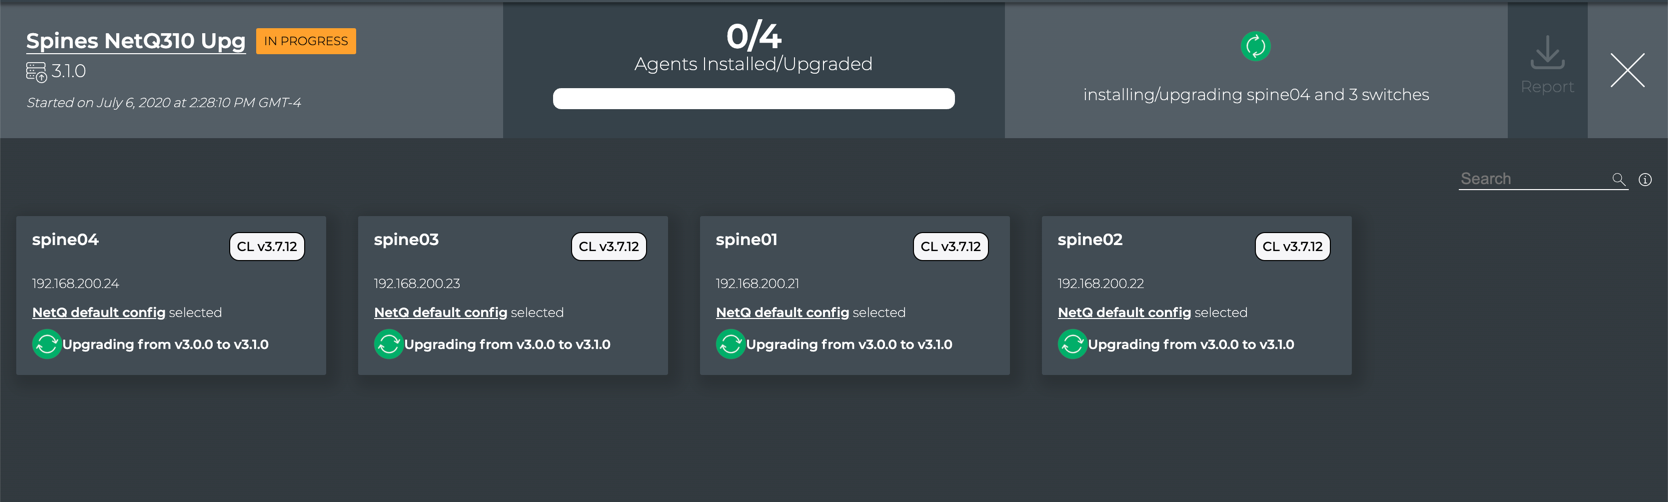 Spines NetQ310 Upg
IN PROGRESS
3.1.0
Started on July 6, 2020 at 2:28:10 PM GMT-4
0/4
Agents Installed/Upgraded
installing/upgrading spine04 and 3 switches
Report
Search
spine04
CL v3.7.12
192.168.200.24
NetQ default config selected
Upgrading from v3.0.0 to v3.1.0
spine03
CL v3.7.12
192.168.200.23
NetQ default config selected
Upgrading from v3.0.0 to v3.1.0
spine01
CL v3.7.12
192.168.200.21
NetQ default config selected
Upgrading from v3.0.0 to v3.1.0
spine02
CL v3.7.12
192.168.200.22
NetQ default config selected
Upgrading from v3.0.0 to v3.1.0